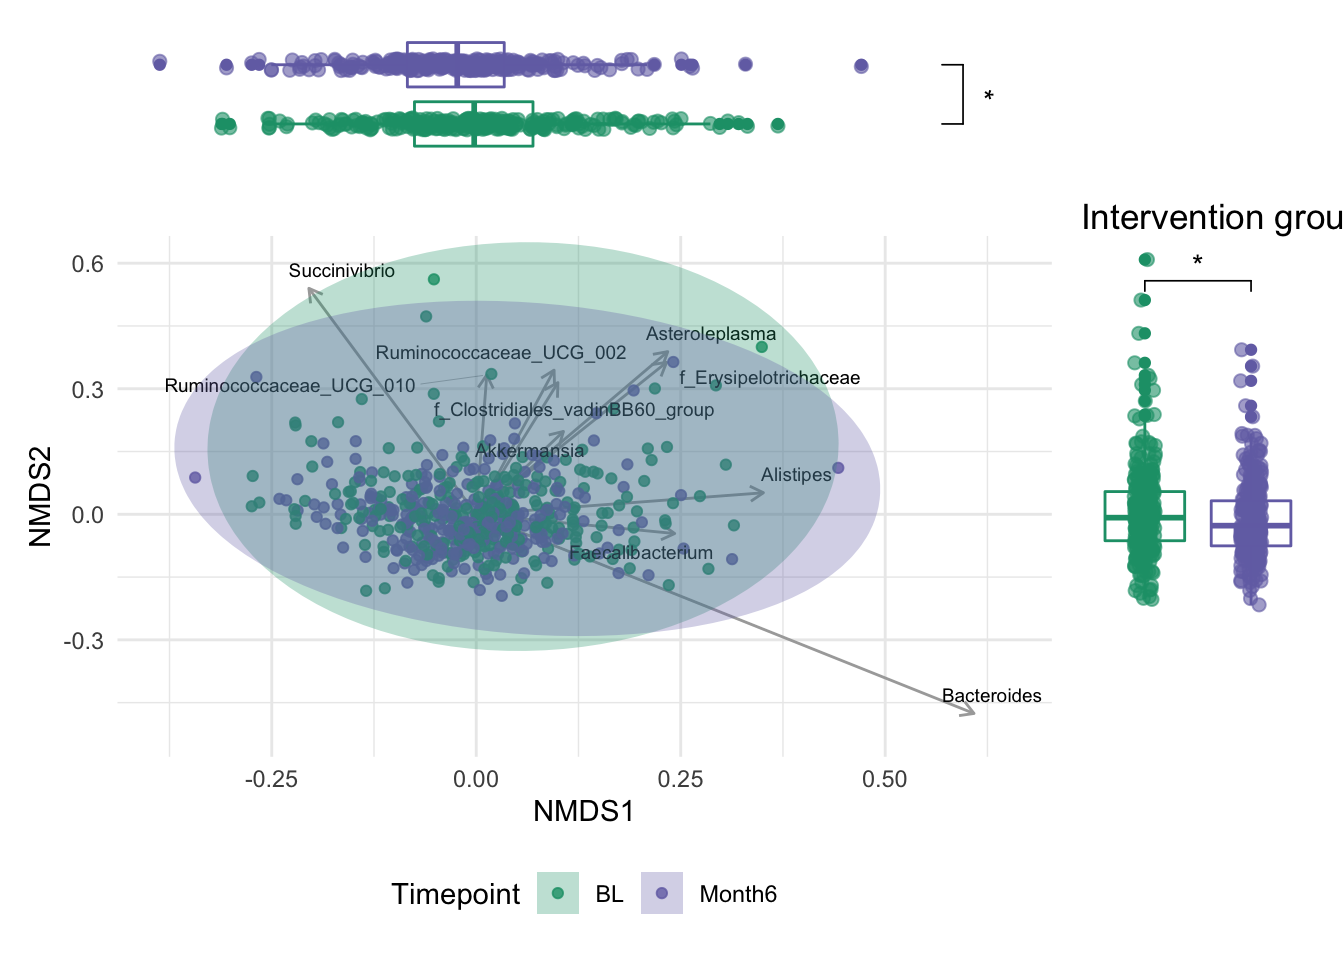 *
Intervention grou
*
NMDS2
0.6
0.3
0.0
-0.3
Succinivibrio
Asteroleplasma
Ruminococcaceae_UCG_002
f_Erysipelotrichaceae
Ruminococcaceae_UCG_010
f_Clostridiales_vadinBB60_group
Akkermansia
Alistipes
Faecalibacterium
Bacteroides
-0.25 0.00 0.25 0.50
NMDS1
Timepoint BL Month6